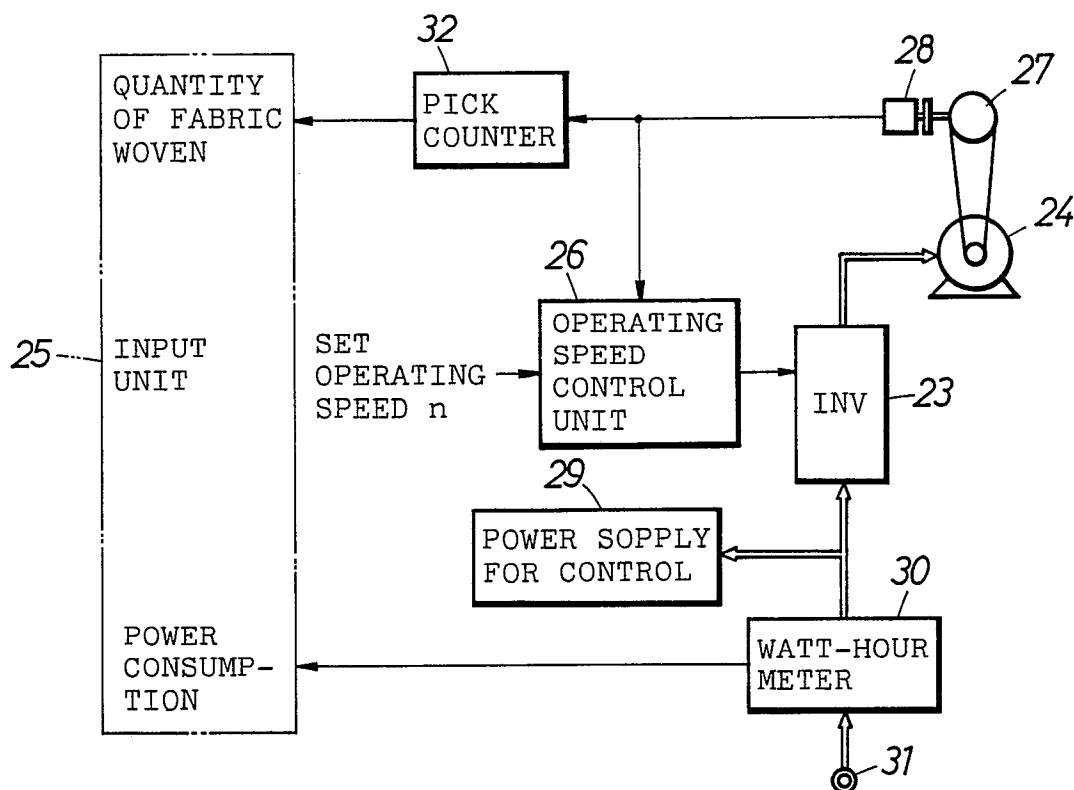 32
28
27
QUANTITY
OF FABRIC
WOVEN
PICK
COUNTER
24
26
25
INPUT
UNIT
SET
OPERATING
SPEED n
OPERATING
SPEED
CONTROL
UNIT
INV
23
29
POWER SOPPLY
FOR CONTROL
30
POWER
CONSUMP-
TION
WATT-HOUR
METER
31